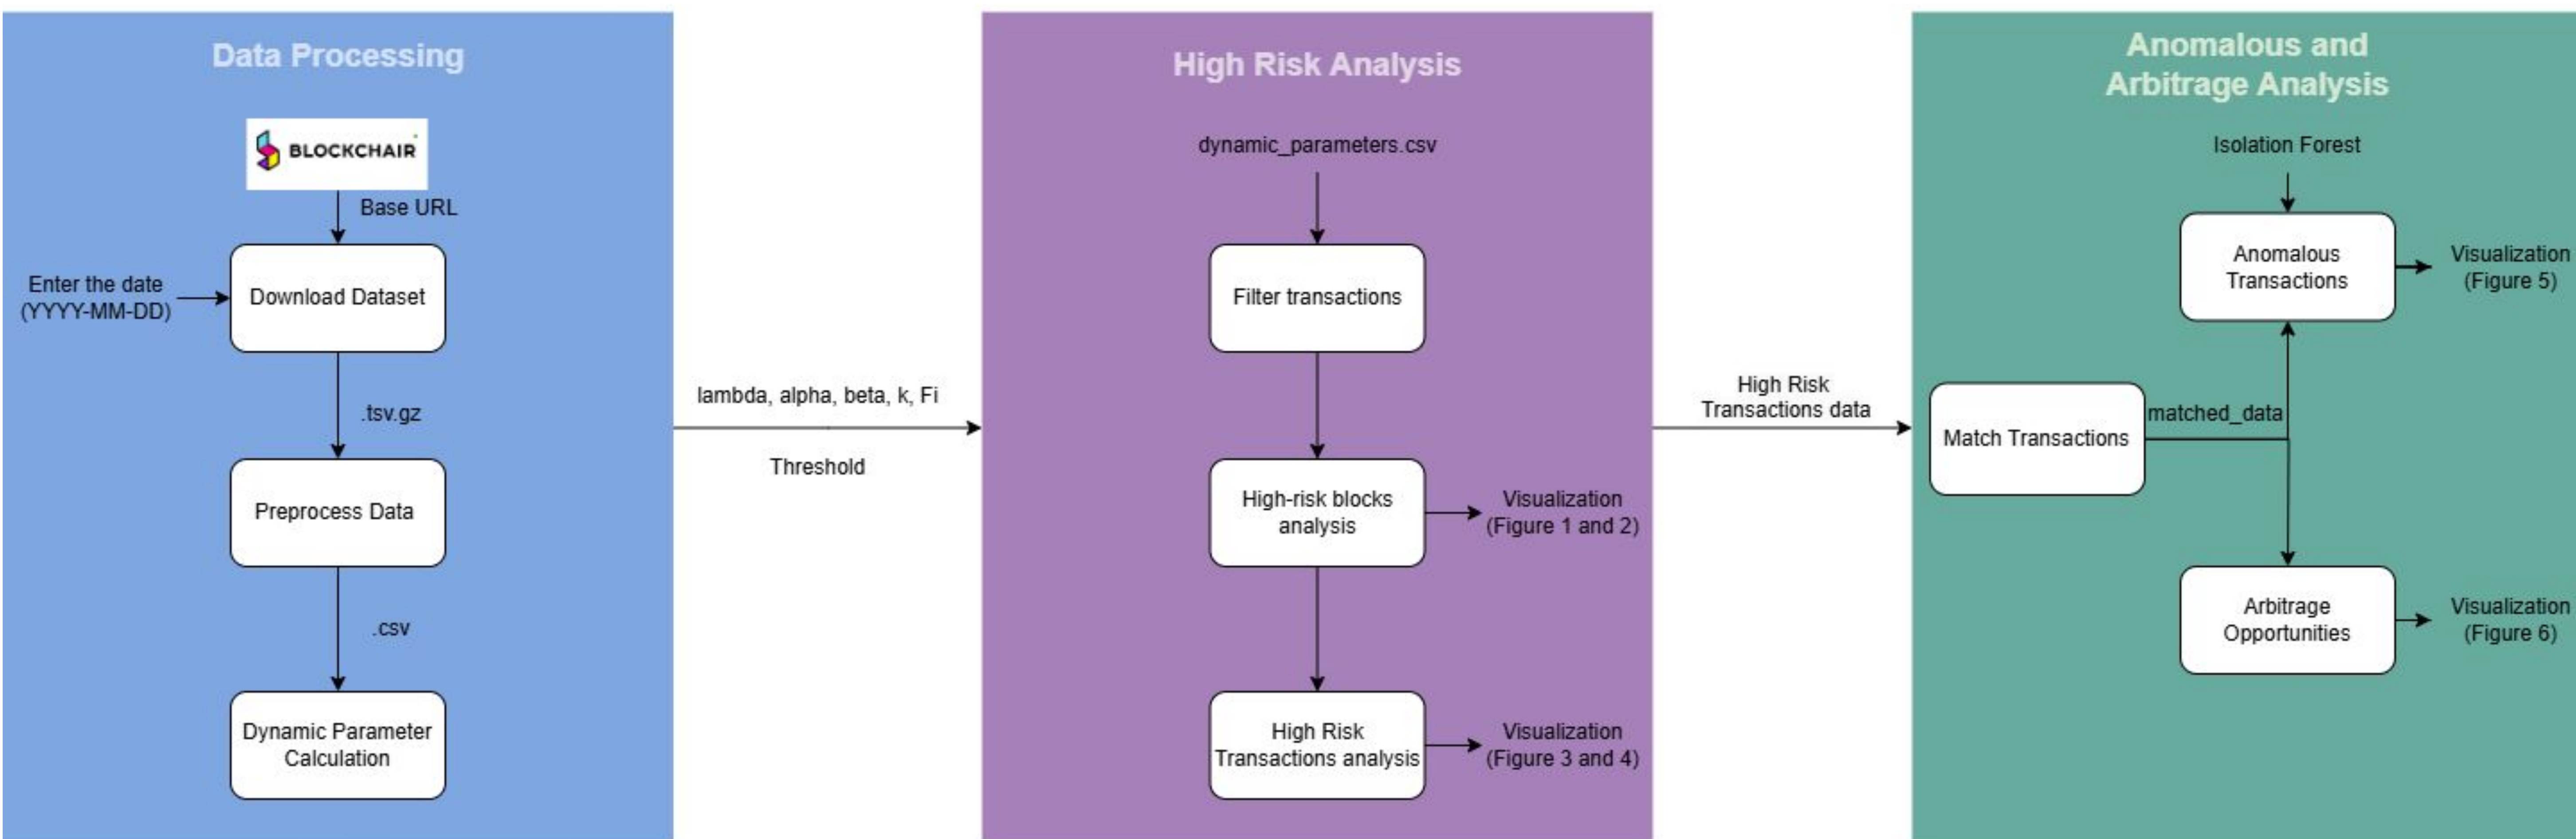 Data Processing
BLOCKCHAIR
Base URL
Enter the date
(YYYY-MM-DD)
Download Dataset
.tsv.gz
Preprocess Data
.csv
Dynamic Parameter
Calculation
lambda, alpha, beta, k, Fi
Threshold
High Risk Analysis
dynamic_parameters.csv
Filter transactions
High-risk blocks
analysis
Visualization
(Figure 1 and 2)
High Risk
Transactions analysis
Visualization
(Figure 3 and 4)
High Risk
Transactions data
Anomalous and
Arbitrage Analysis
Isolation Forest
Anomalous
Transactions
Visualization
(Figure 5)
Match Transactions
matched_data
Arbitrage
Opportunities
Visualization
(Figure 6)